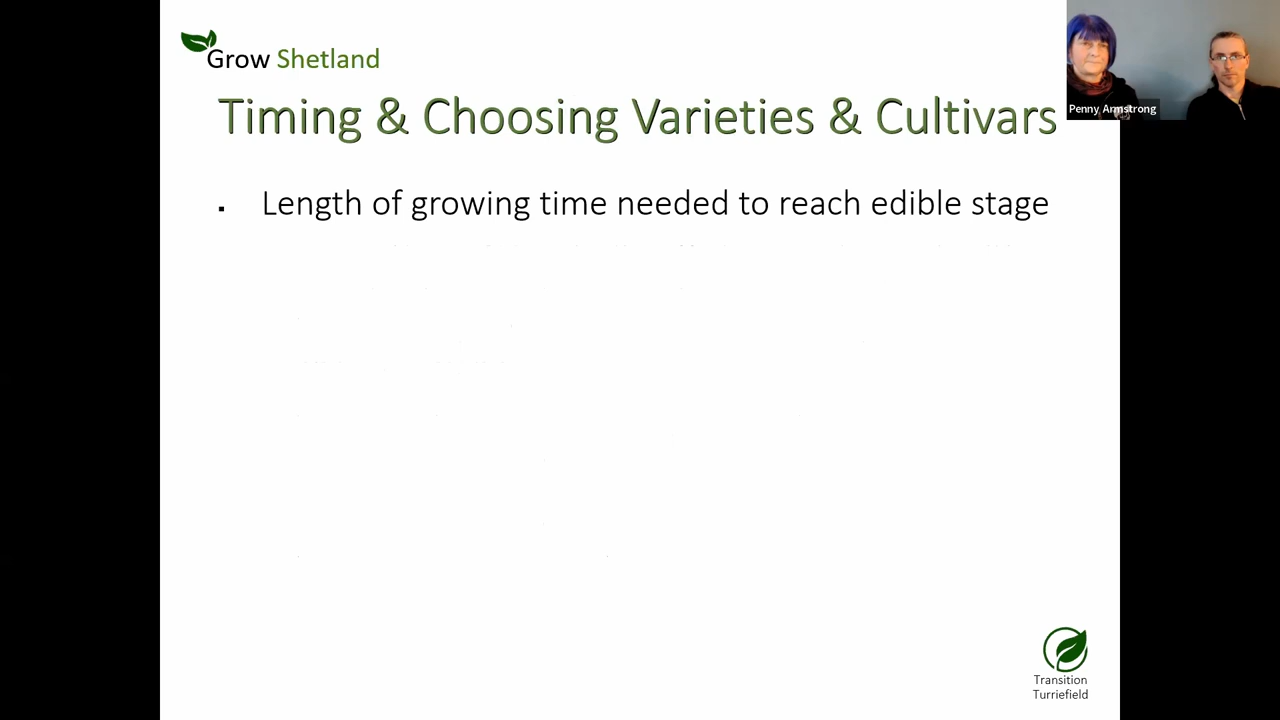 Grow Shetland
Timing & Choosing Varieties & Cultivars
Penny Armstrong
▪ Length of growing time needed to reach edible stage
Transition
Turriefield